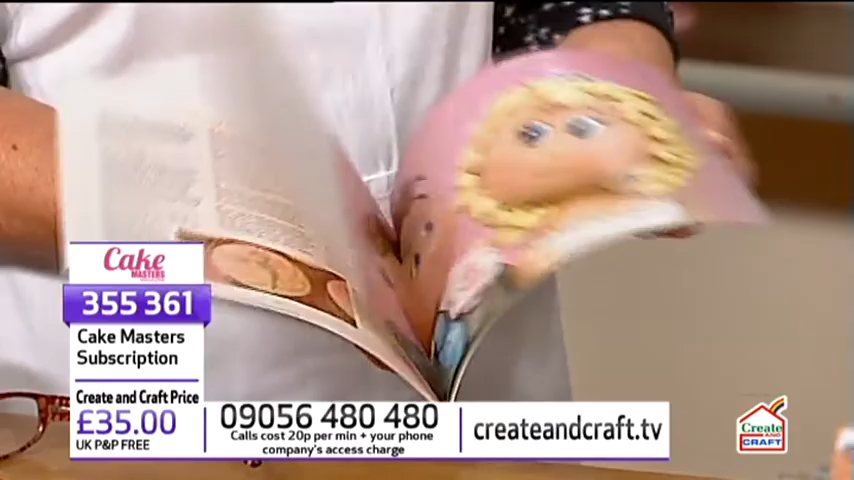 Cake
MASTERS
355 361
Cake Masters
Subscription
Create and Craft Price
£35.00
UK P&P FREE
09056 480 480
Calls cost 20p per min + your phone
company's access charge
createandcraft.tv
Create
AND
CRAFT